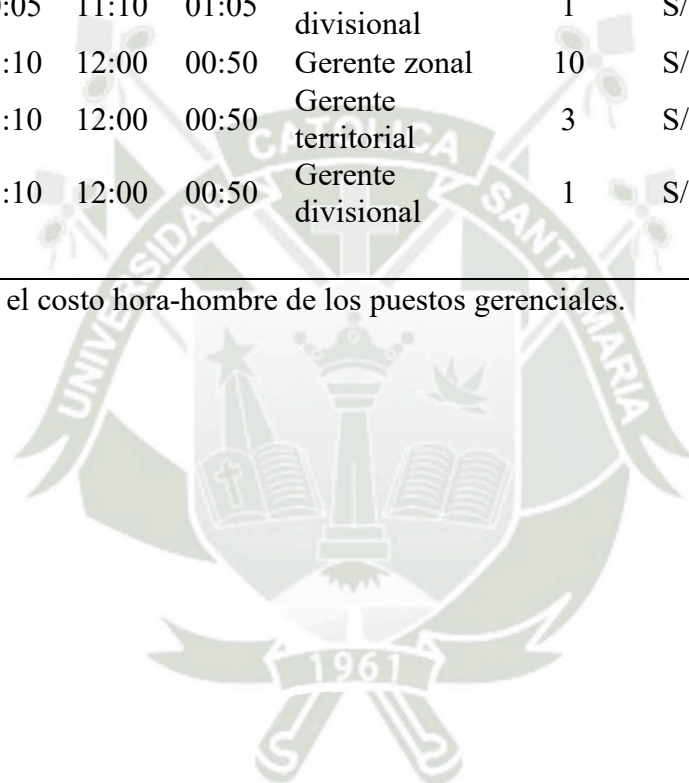 :05 11:10 01:05 divisional 1 S/
:10 12:00 00:50 Gerente zonal 10 S/
:10 12:00 00:50 Gerente territorial 3 S/
:10 12:00 00:50 Gerente divisional 1 S/
el costo hora-hombre de los puestos gerenciales.
UNIVERSIDAD CATOLICA SANTA MARIA
1961